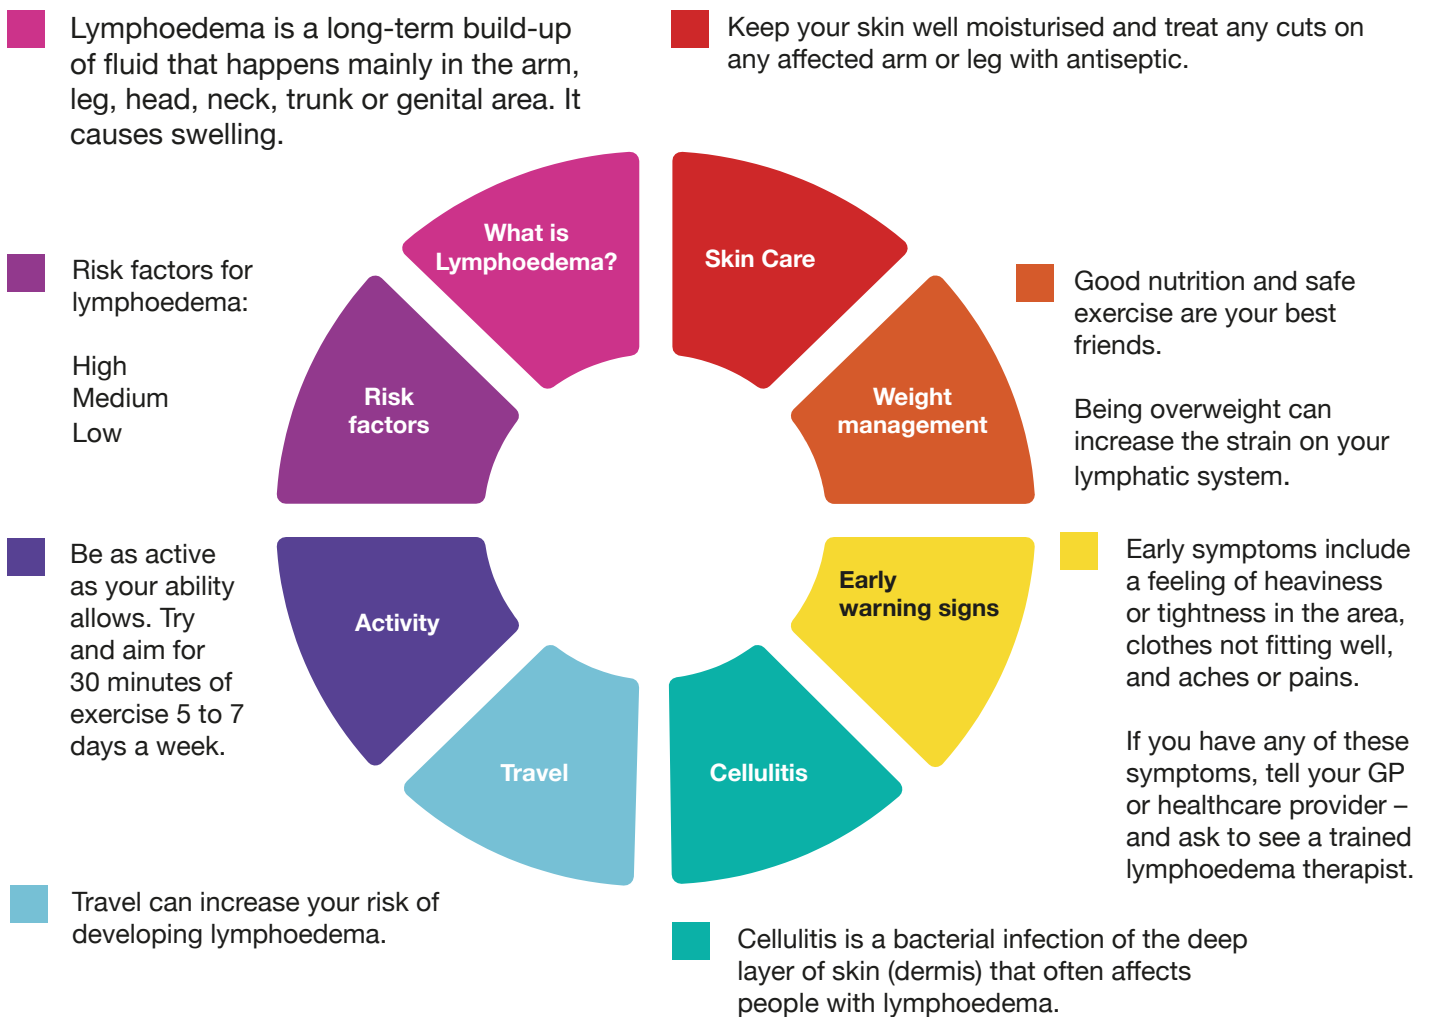 Lymphoedema is a long-term build-up
of fluid that happens mainly in the arm,
leg, head, neck, trunk or genital area. It
causes swelling.
Keep your skin well moisturised and treat any cuts on
any affected arm or leg with antiseptic.
What is
Lymphoedema?
Skin Care
Risk factors for
lymphoedema:
High
Medium
Low
Risk
factors
Weight
management
Good nutrition and safe
exercise are your best
friends.
Being overweight can
increase the strain on your
lymphatic system.
Be as active
as your ability
allows. Try
and aim for
30 minutes of
exercise 5 to 7
days a week.
Activity
Early
warning signs
Early symptoms include
a feeling of heaviness
or tightness in the area,
clothes not fitting well,
and aches or pains.
If you have any of these
symptoms, tell your GP
or healthcare provider –
and ask to see a trained
lymphoedema therapist.
Travel
Cellulitis
Travel can increase your risk of
developing lymphoedema.
Cellulitis is a bacterial infection of the deep
layer of skin (dermis) that often affects
people with lymphoedema.